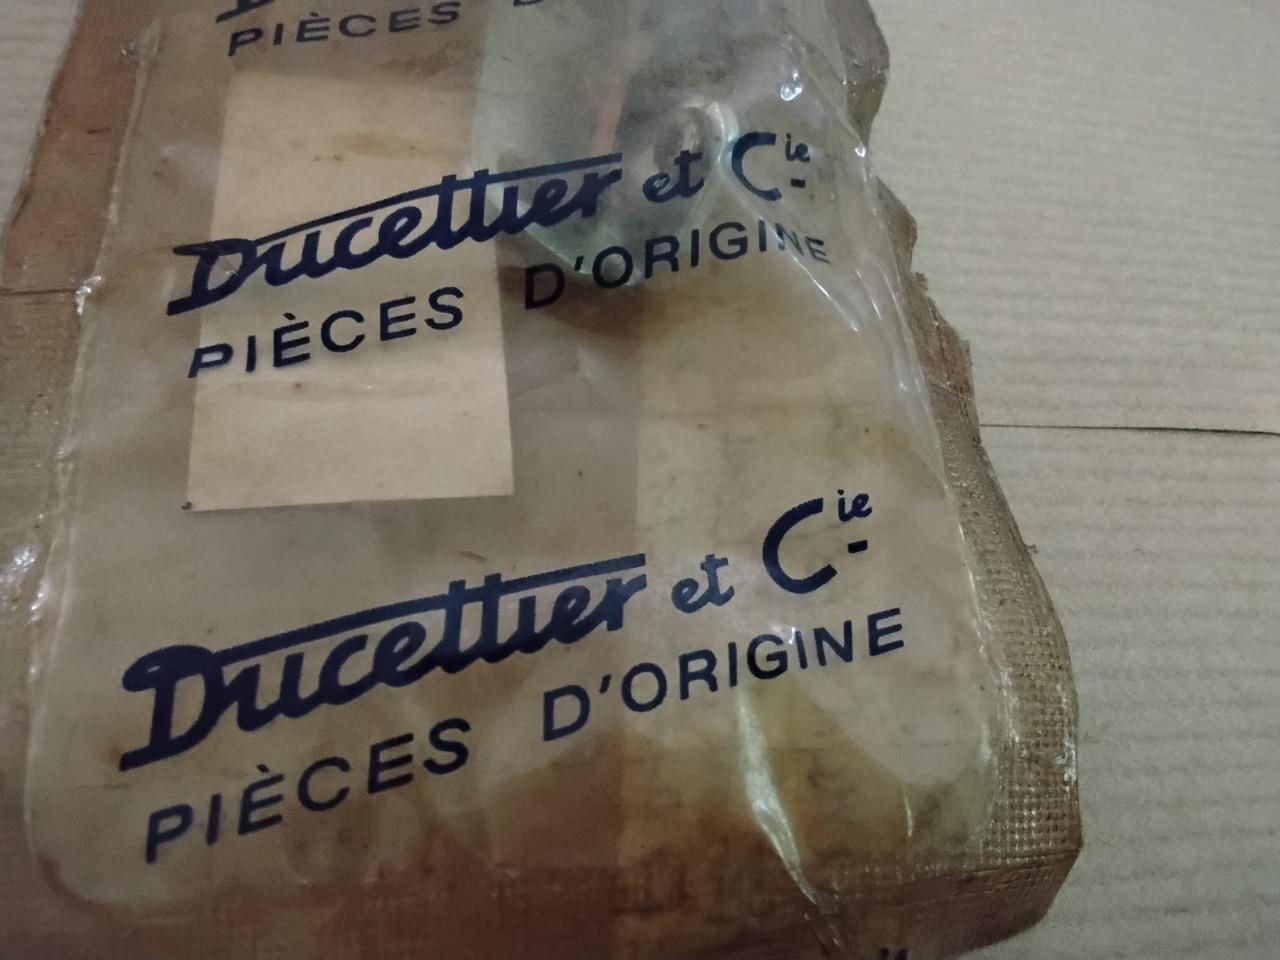 PIÈCES
Ducellier et Cie
PIÈCES D'ORIGINE
Ducellier et Cie
PIÈCES D'ORIGINE